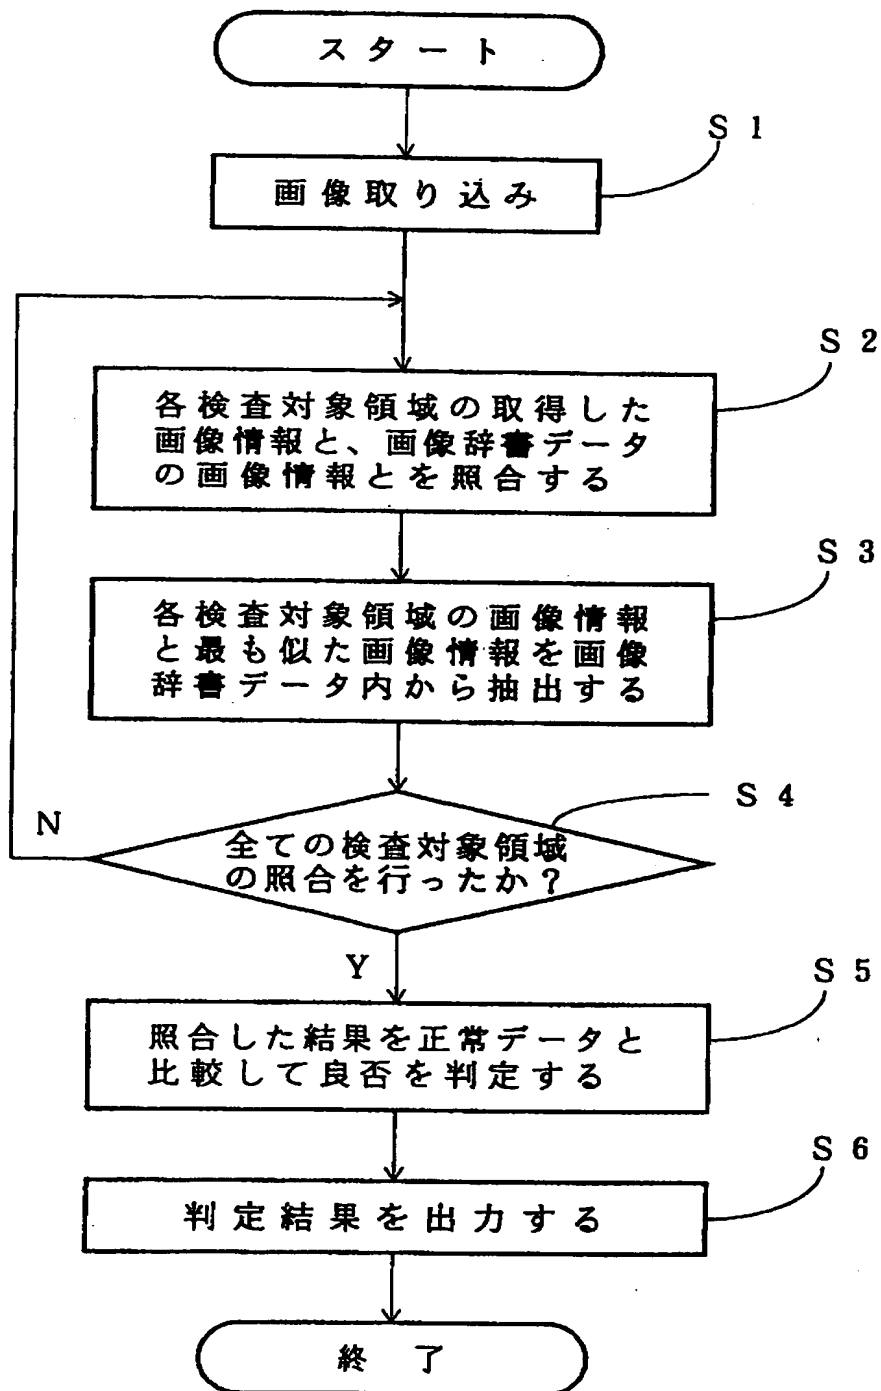 スタート
S1
画像取り込み
S2
各検査対象領域の取得した
画像情報と、画像辞書データ
の画像情報とを照合する
S3
各検査対象領域の画像情報
と最も似た画像情報を画像
辞書データ内から抽出する
S4
N
全ての検査対象領域
の照合を行ったか?
Y
S5
照合した結果を正常データと
比較して良否を判定する
S6
判定結果を出力する
終了